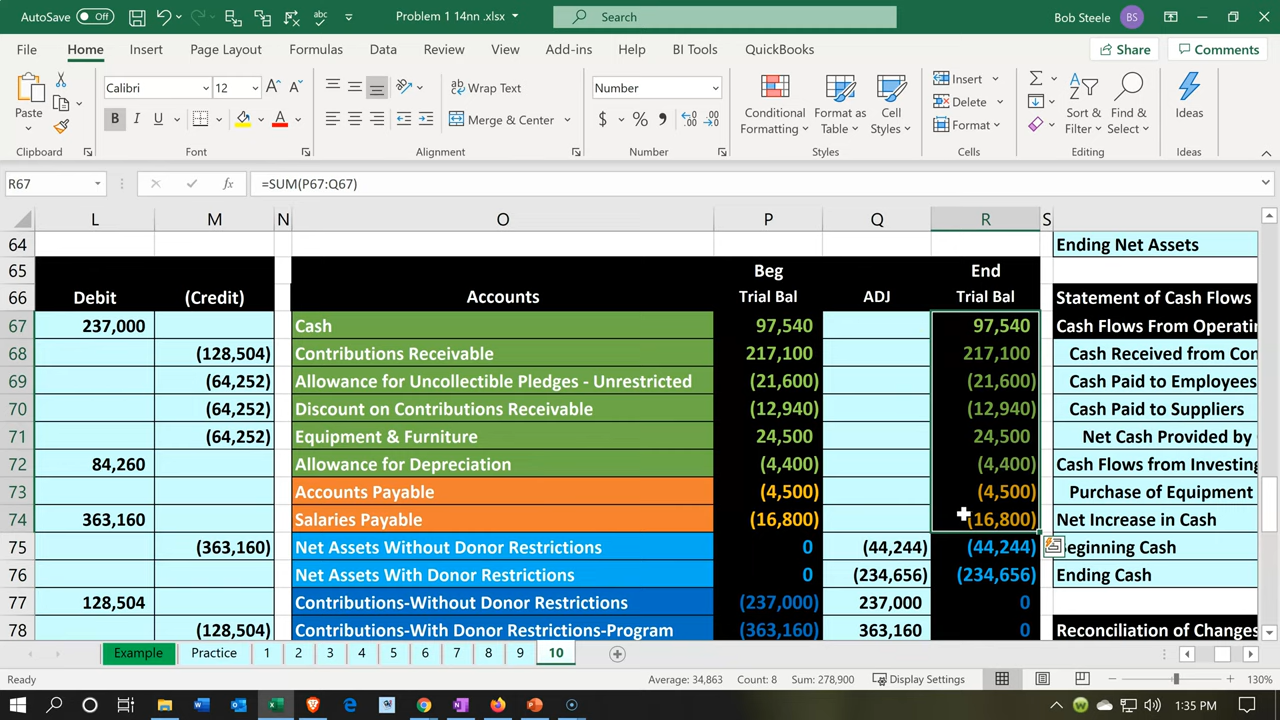 AutoSave Off Problem 1 14nn .xlsx Search Bob Steele BS
File Home Insert Page Layout Formulas Data Review View Add-ins Help BI Tools QuickBooks Share Comments
Paste Calibri 12 Wrap Text Number Conditional Formatting Format as Table Cell Styles Insert Sort & Filter Find & Select Ideas
B I U Merge & Center $ % Delete Format
Clipboard Font Alignment Number Styles Cells Editing Ideas
R67 fx =SUM(P67:Q67)
L M N O P Q R S
64 Ending Net Assets
65 Beg End
66 Debit (Credit) Accounts Trial Bal ADJ Trial Bal Statement of Cash Flows
67 237,000 Cash 97,540 97,540 Cash Flows From Operatin
68 (128,504) Contributions Receivable 217,100 217,100 Cash Received from Con
69 (64,252) Allowance for Uncollectible Pledges - Unrestricted (21,600) (21,600) Cash Paid to Employees
70 (64,252) Discount on Contributions Receivable (12,940) (12,940) Cash Paid to Suppliers
71 (64,252) Equipment & Furniture 24,500 24,500 Net Cash Provided by
72 84,260 Allowance for Depreciation (4,400) (4,400) Cash Flows from Investing
73 Accounts Payable (4,500) (4,500) Purchase of Equipment
74 363,160 Salaries Payable (16,800) (16,800) Net Increase in Cash
75 (363,160) Net Assets Without Donor Restrictions 0 (44,244) (44,244) Beginning Cash
76 Net Assets With Donor Restrictions 0 (234,656) (234,656) Ending Cash
77 128,504 Contributions-Without Donor Restrictions (237,000) 237,000 0
78 (128,504) Contributions-With Donor Restrictions-Program (363,160) 363,160 0 Reconciliation of Changes
Example Practice 1 2 3 4 5 6 7 8 9 10
Ready Average: 34,863 Count: 8 Sum: 278,900 Display Settings 130%
1:35 PM